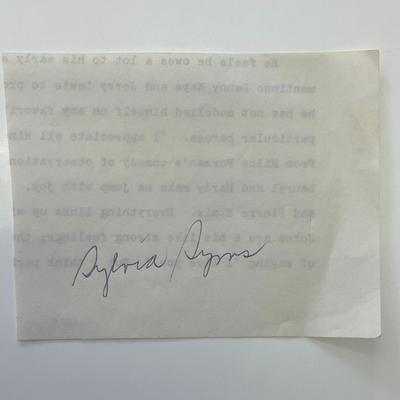 He feels he owes a lot to his early
mentions Danny Kaye and Jerry Lewis to
he has not modelled himself on any
particular heroes. "I appreciate all
From Milos Forman's comedy of observation
Laurel and Hardy make me jump with joy.
and Pierre Etaix. Everything links up
Jokes are a bit like strong feelings;
of saying think
Sylvia Syms